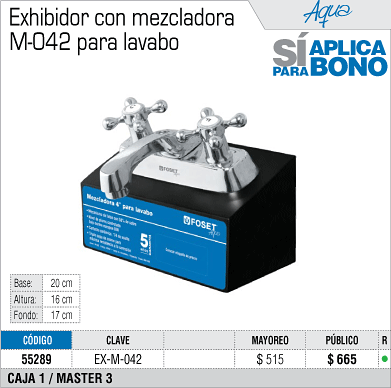 Exhibidor con mezcladora
M-042 para lavabo
Aqua
SÍ APLICA
PARA BONO
Mezcladora 4" para lavabo
FOSET
5
Base: 20 cm
Altura: 16 cm
Fondo: 17 cm
CÓDIGO CLAVE MAYOREO PÚBLICO R
55289 EX-M-042 $ 515 $ 665
CAJA 1 / MASTER 3